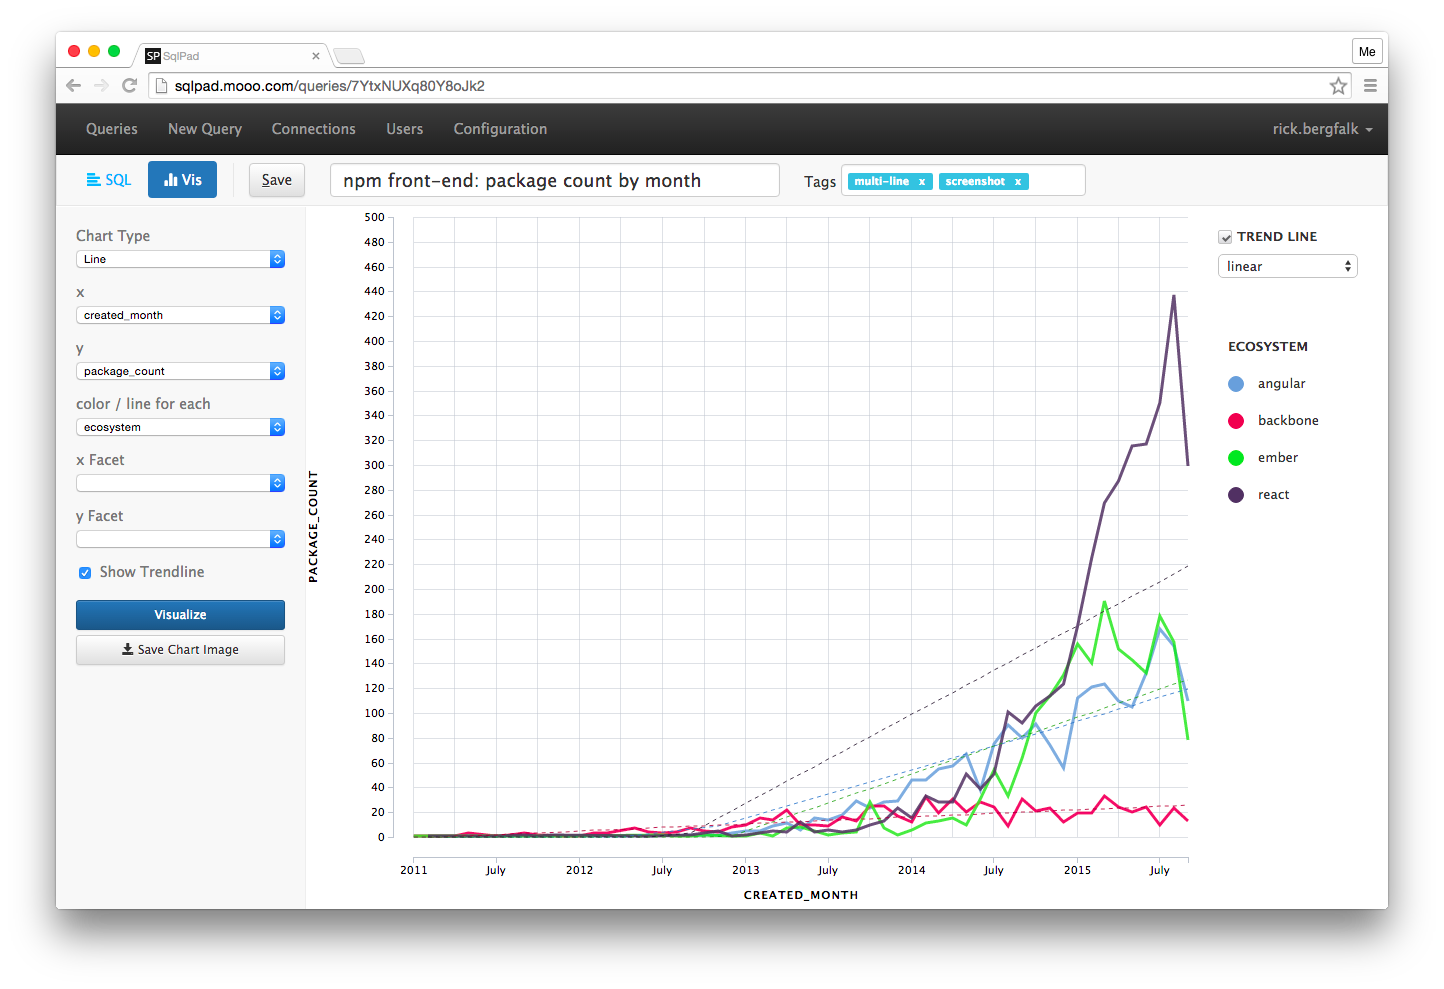 SP SqlPad
Me
sqlpad.mooo.com/queries/7YtxNUXq80Y8oJk2
Queries New Query Connections Users Configuration rick.bergfalk
SQL Vis Save npm front-end: package count by month Tags multi-line x screenshot x
Chart Type
Line
x
created_month
y
package_count
color / line for each
ecosystem
x Facet
y Facet
Show Trendline
Visualize
Save Chart Image
PACKAGE_COUNT
500
480
460
440
420
400
380
360
340
320
300
280
260
240
220
200
180
160
140
120
100
80
60
40
20
0
2011 July 2012 July 2013 July 2014 July 2015 July
CREATED_MONTH
TREND LINE
linear
ECOSYSTEM
angular
backbone
ember
react